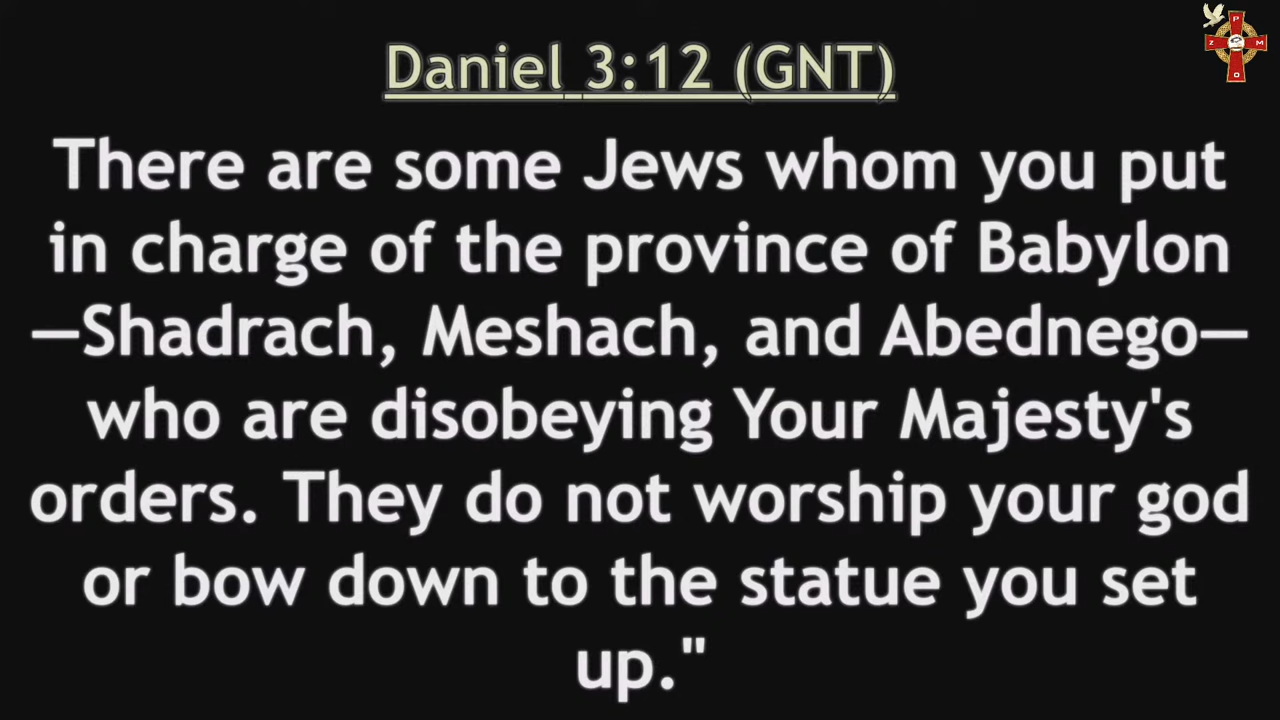 Daniel 3:12 (GNT)
There are some Jews whom you put
in charge of the province of Babylon
—Shadrach, Meshach, and Abednego—
who are disobeying Your Majesty's
orders. They do not worship your god
or bow down to the statue you set
up."
P
Z M
O